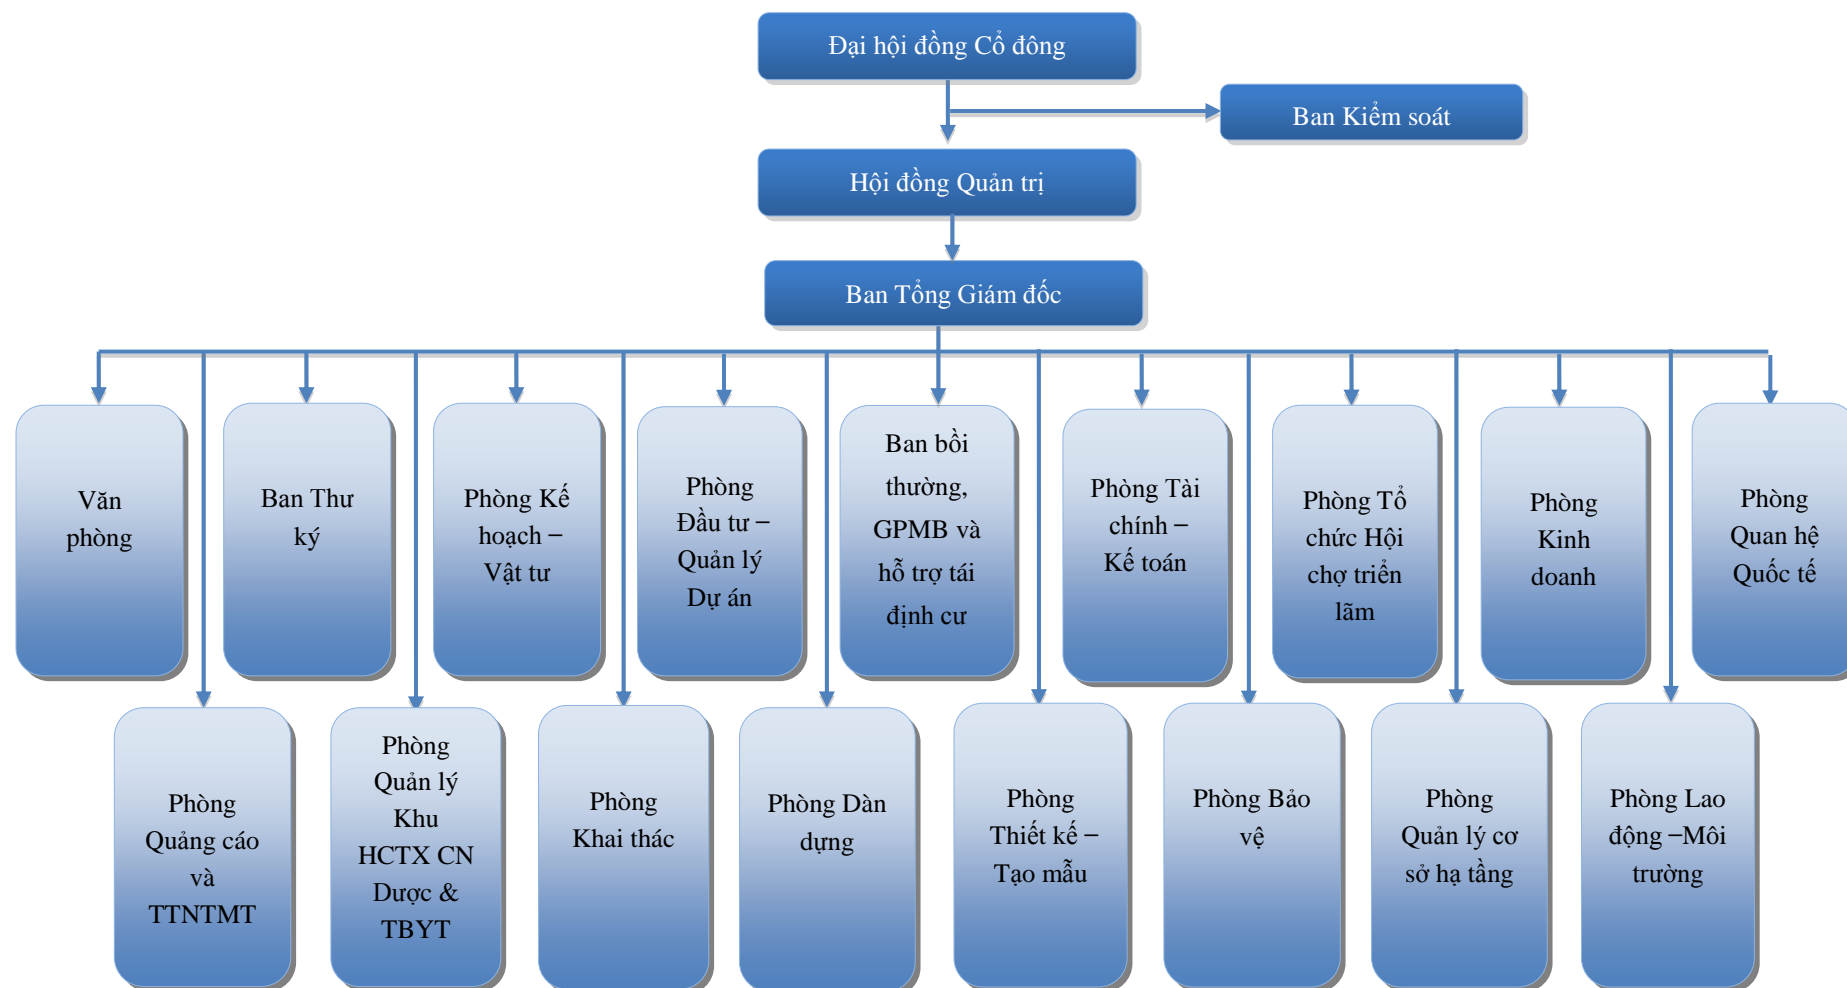 Đại hội đồng Cổ đông
Ban Kiểm soát
Hội đồng Quản trị
Ban Tổng Giám đốc
Văn
phòng
Ban Thư
ký
Phòng Kế
hoạch –
Vật tư
Phòng
Đầu tư –
Quản lý
Dự án
Ban bồi
thường,
GPMB và
hỗ trợ tái
định cư
Phòng Tài
chính –
Kế toán
Phòng Tổ
chức Hội
chợ triển
lãm
Phòng
Kinh
doanh
Phòng
Quan hệ
Quốc tế
Phòng
Quảng cáo
và
TTNTMT
Phòng
Quản lý
Khu
HCTX CN
Dược &
TBYT
Phòng
Khai thác
Phòng Dàn
dựng
Phòng
Thiết kế –
Tạo mẫu
Phòng Bảo
vệ
Phòng
Quản lý cơ
sở hạ tầng
Phòng Lao
động –Môi
trường